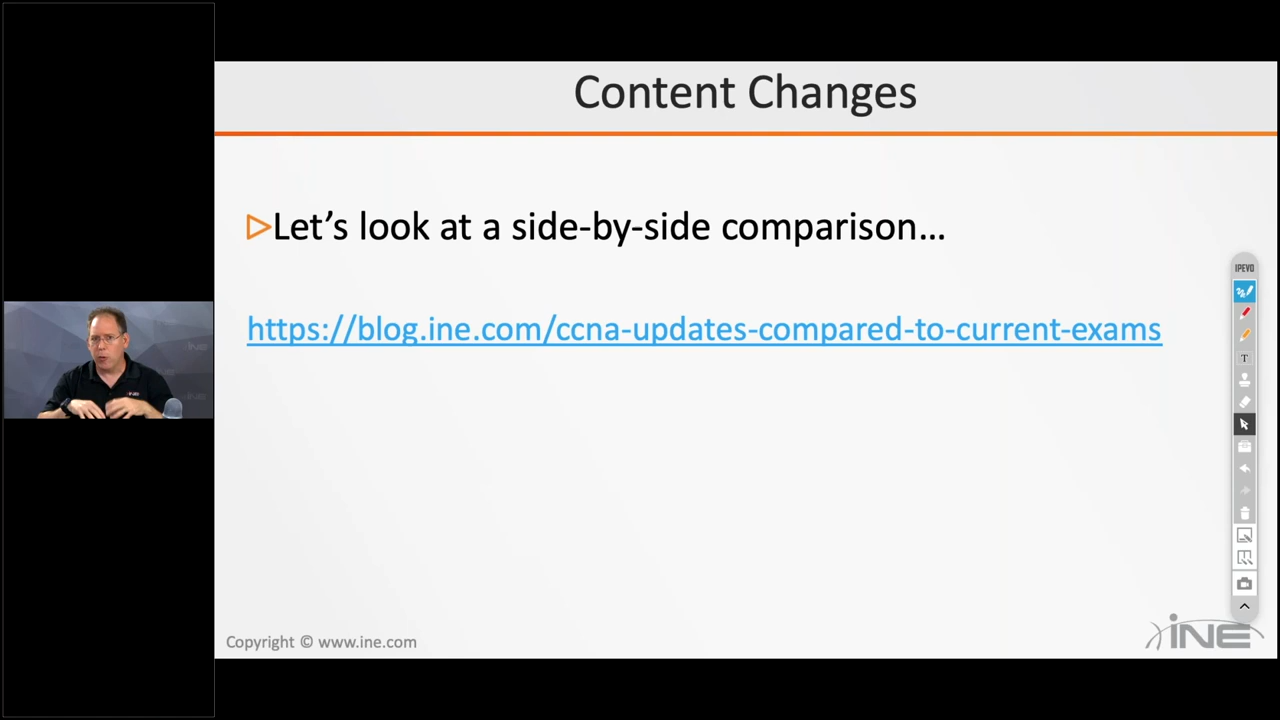 Content Changes
Let’s look at a side-by-side comparison…
https://blog.ine.com/ccna-updates-compared-to-current-exams
IPEVO
T
Copyright © www.ine.com
iNE